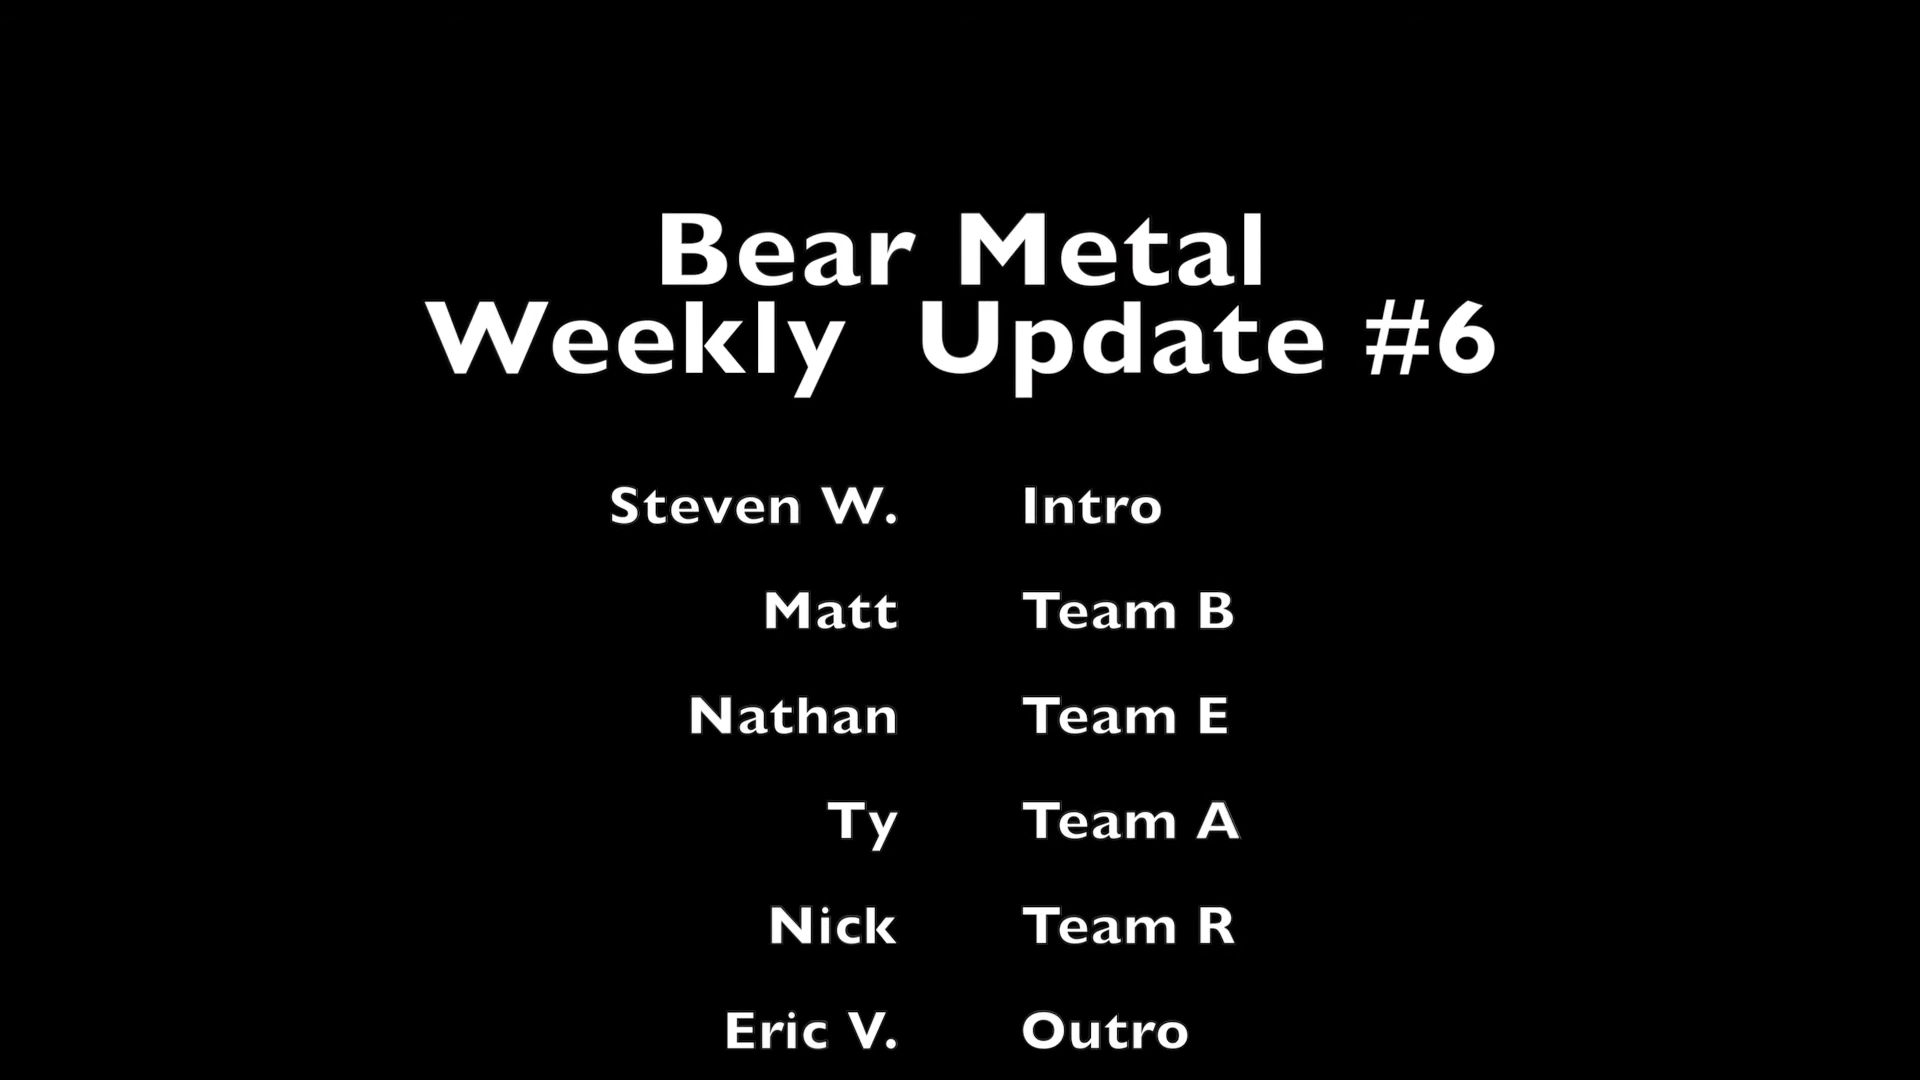 Bear Metal
Weekly  Update #6
Steven W. Intro
Matt Team B
Nathan Team E
Ty Team A
Nick Team R
Eric V. Outro